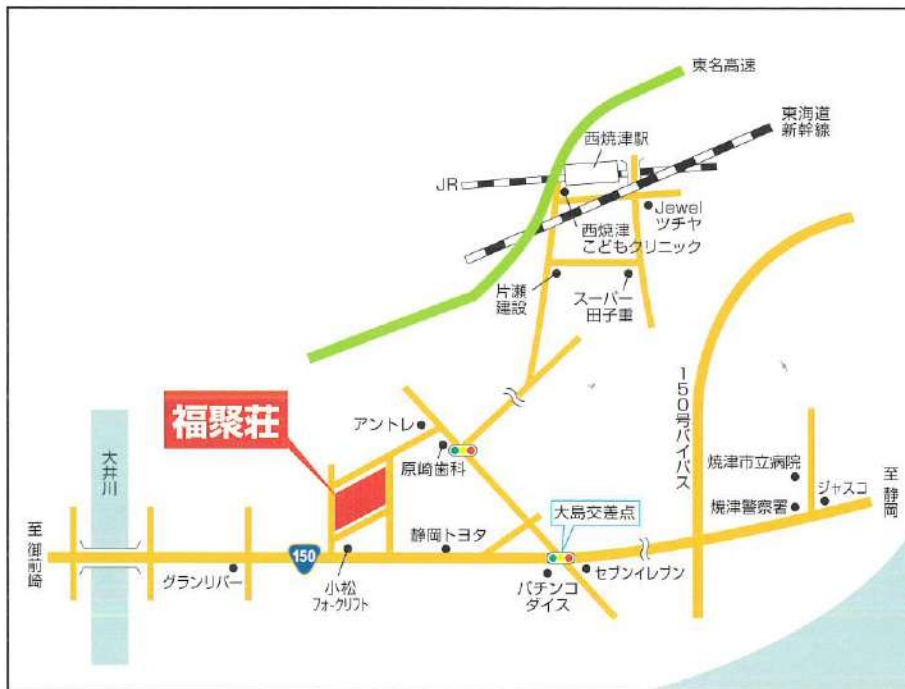 東名高速
東海道
新幹線
西焼津駅
JR
Jewel
ツチヤ
西焼津
こどもクリニック
片瀬
建設
スーパー
田子重
150号バイパス
福聚荘
アントレ
原崎歯科
大井川
焼津市立病院
ジャスコ
至静岡
焼津警察署
大島交差点
静岡トヨタ
至御前崎
150
グランリバー
小松
フォークリフト
パチンコ
ダイス
セブンイレブン